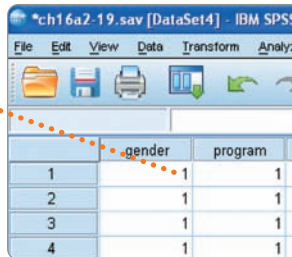 *ch16a2-19.sav [DataSet4] - IBM SPSS
File Edit View Data Transform Analy
gender program
1 1 1
2 1 1
3 1 1
4 1 1